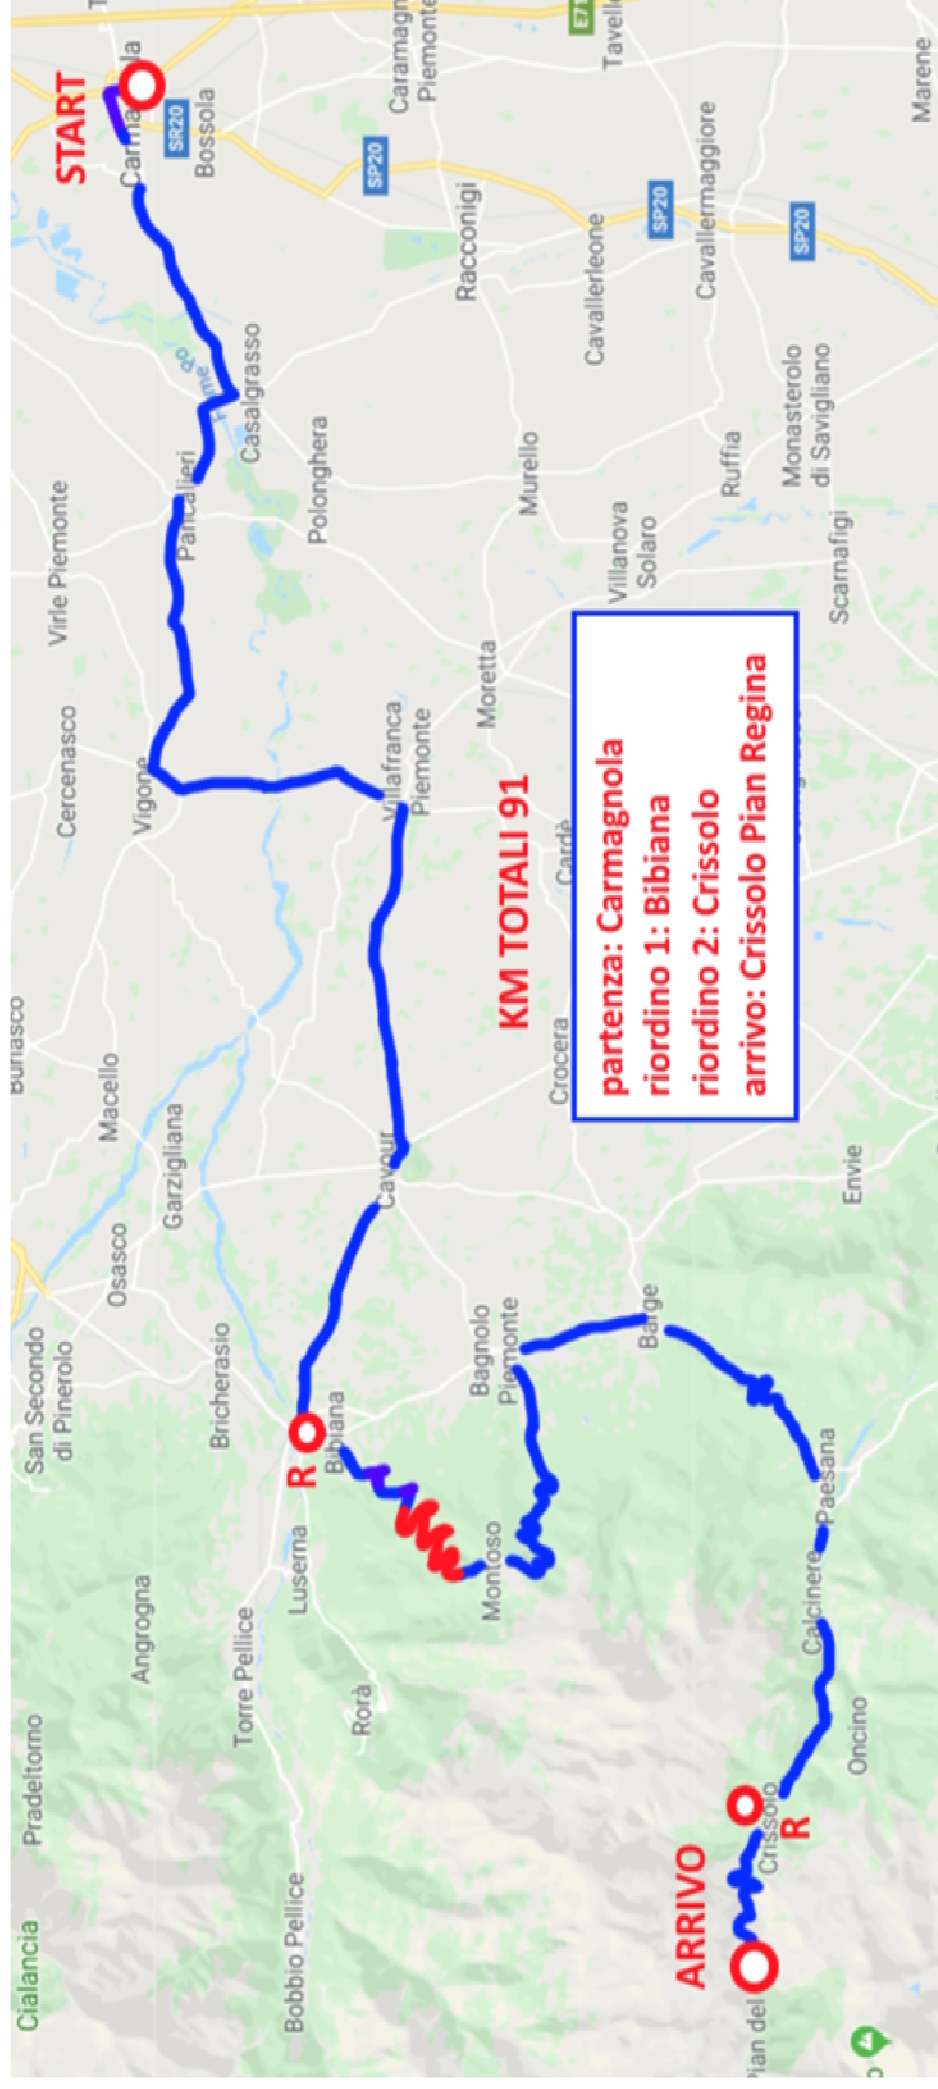 Cialancia
Pradeltorno
Angrogna
San Secondo
di Pinerolo
Osasco
Macello
Cercenasco
Virle Piemonte
START
Bobbio Pellice
Torre Pellice
Luserna
Rorà
Bricherasio
Garzigliana
Vigone
Pancalieri
SR20
Bossola
R
Bibiana
Cavour
Villafranca
Piemonte
Casalgrasso
Polonghera
SP20
Caramagn
Piemonte
Montoso
Bagnolo
Piemonte
KM TOTALI 91
Moretta
Murello
Racconigi
E71
Crocera
Cardè
Villanova
Solaro
Cavallerleone
SP20
Tavell
ARRIVO
Barge
partenza: Carmagnola
riordino 1: Bibiana
riordino 2: Crissolo
arrivo: Crissolo Pian Regina
Ruffia
Cavallermaggiore
Pian del
Crissolo
R
Calcinere
Paesana
Oncino
Envie
Monasterolo
di Savigliano
SP20
Scarnafigi
Marene